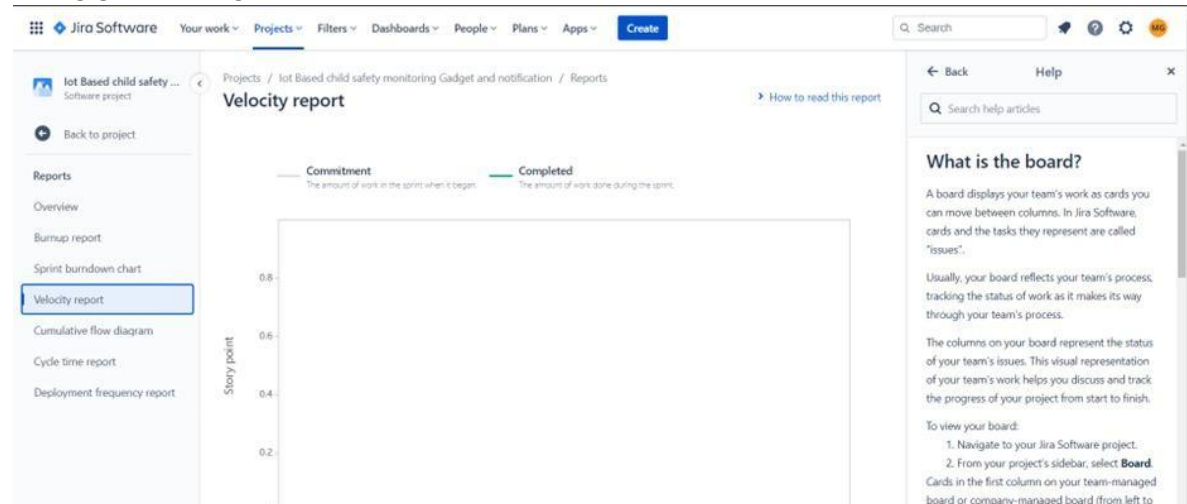 Jira Software Your work Projects Filters Dashboards People Plans Apps Create Search MG
Iot Based child safety ...
Software project
Back to project
Reports
Overview
Burnup report
Sprint burndown chart
Velocity report
Cumulative flow diagram
Cycle time report
Deployment frequency report
Projects / Iot Based child safety monitoring Gadget and notification / Reports
Velocity report
How to read this report
Commitment
The amount of work in the sprint when it began.
Completed
The amount of work done during the sprint.
0.8
0.6
0.4
0.2
Story point
Back Help
Search help articles
What is the board?
A board displays your team's work as cards you
can move between columns. In Jira Software,
cards and the tasks they represent are called
"issues".
Usually, your board reflects your team's process,
tracking the status of work as it makes its way
through your team's process.
The columns on your board represent the status
of your team's issues. This visual representation
of your team's work helps you discuss and track
the progress of your project from start to finish.
To view your board:
1. Navigate to your Jira Software project.
2. From your project's sidebar, select Board.
Cards in the first column on your team-managed
board or company-managed board (from left to